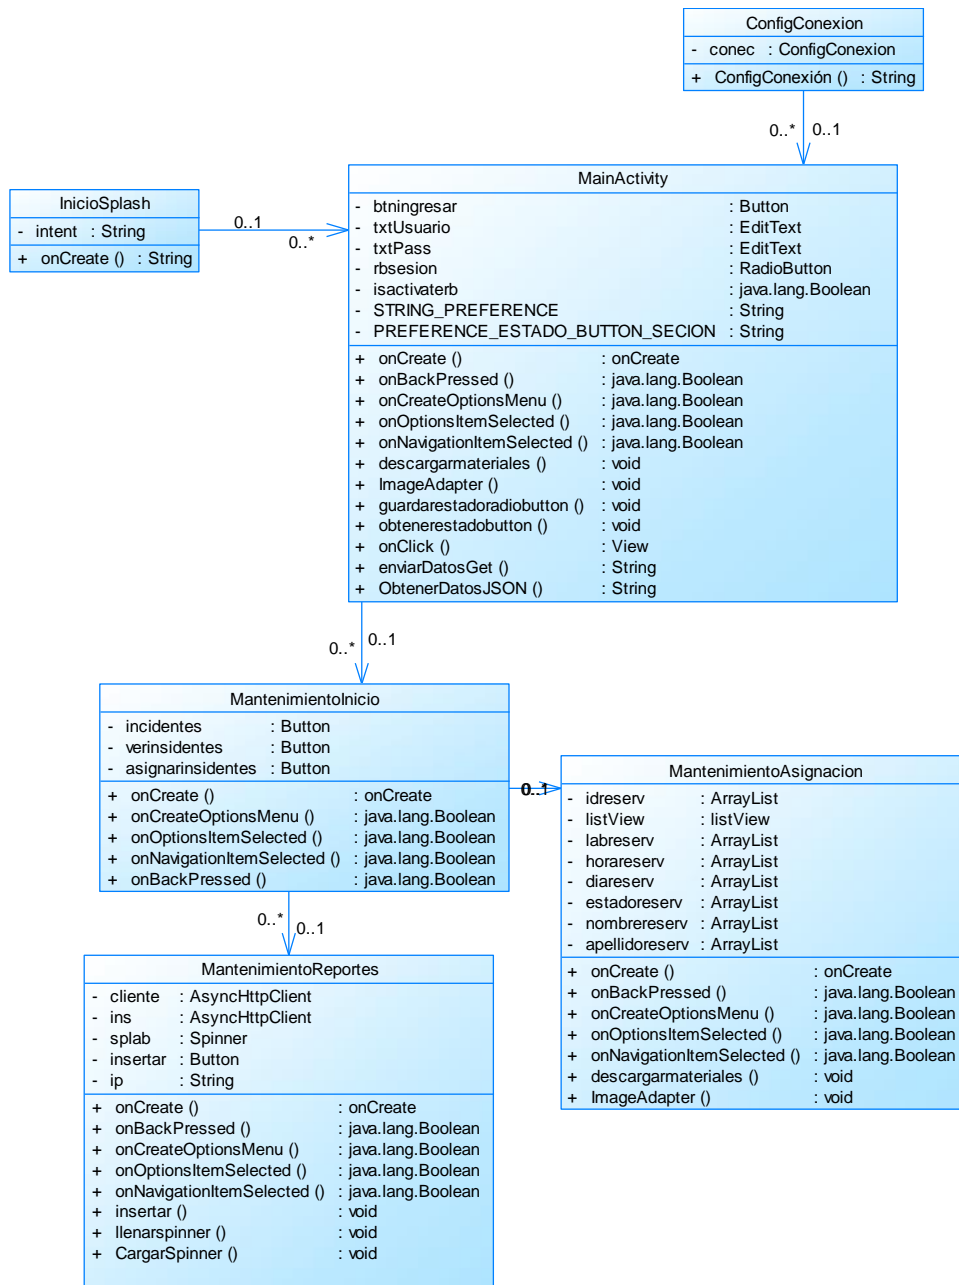 ConfigConexion
- conec : ConfigConexion
+ ConfigConexión () : String
0..* 0..1
InicioSplash
- intent : String
+ onCreate () : String
0..1
0..*
MainActivity
- btningresar : Button
- txtUsuario : EditText
- txtPass : EditText
- rbsesion : RadioButton
- isactivaterb : java.lang.Boolean
- STRING_PREFERENCE : String
- PREFERENCE_ESTADO_BUTTON_SECION : String
+ onCreate () : onCreate
+ onBackPressed () : java.lang.Boolean
+ onCreateOptionsMenu () : java.lang.Boolean
+ onOptionsItemSelected () : java.lang.Boolean
+ onNavigationItemSelected () : java.lang.Boolean
+ descargarmateriales () : void
+ ImageAdapter () : void
+ guardarestadoradiobutton () : void
+ obtenerestadobutton () : void
+ onClick () : View
+ enviarDatosGet () : String
+ ObtenerDatosJSON () : String
0..* 0..1
MantenimientoInicio
- incidentes : Button
- verinsidentes : Button
- asignarinsidentes : Button
+ onCreate () : onCreate
+ onCreateOptionsMenu () : java.lang.Boolean
+ onOptionsItemSelected () : java.lang.Boolean
+ onNavigationItemSelected () : java.lang.Boolean
+ onBackPressed () : java.lang.Boolean
MantenimientoAsignacion
- idreserv : ArrayList
- listView : listView
- labreserv : ArrayList
- horareserv : ArrayList
- diareserv : ArrayList
- estadoreserv : ArrayList
- nombrereserv : ArrayList
- apellidoreserv : ArrayList
+ onCreate () : onCreate
+ onBackPressed () : java.lang.Boolean
+ onCreateOptionsMenu () : java.lang.Boolean
+ onOptionsItemSelected () : java.lang.Boolean
+ onNavigationItemSelected () : java.lang.Boolean
+ descargarmateriales () : void
+ ImageAdapter () : void
0..* 0..1
MantenimientoReportes
- cliente : AsyncHttpClient
- ins : AsyncHttpClient
- splab : Spinner
- insertar : Button
- ip : String
+ onCreate () : onCreate
+ onBackPressed () : java.lang.Boolean
+ onCreateOptionsMenu () : java.lang.Boolean
+ onOptionsItemSelected () : java.lang.Boolean
+ onNavigationItemSelected () : java.lang.Boolean
+ insertar () : void
+ llenarspinner () : void
+ CargarSpinner () : void